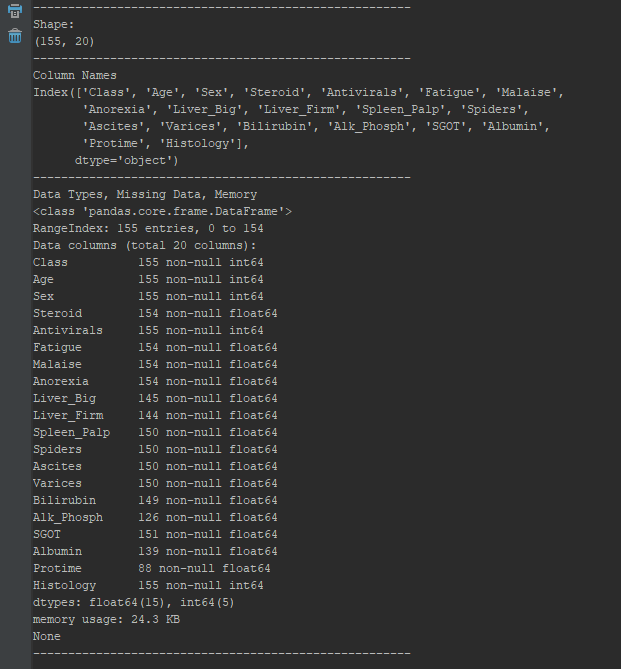 ------------------------------------------------------
Shape:
(155, 20)
------------------------------------------------------
Column Names
Index(['Class', 'Age', 'Sex', 'Steroid', 'Antivirals', 'Fatigue', 'Malaise',
       'Anorexia', 'Liver_Big', 'Liver_Firm', 'Spleen_Palp', 'Spiders',
       'Ascites', 'Varices', 'Bilirubin', 'Alk_Phosph', 'SGOT', 'Albumin',
       'Protime', 'Histology'],
      dtype='object')
------------------------------------------------------
Data Types, Missing Data, Memory
<class 'pandas.core.frame.DataFrame'>
RangeIndex: 155 entries, 0 to 154
Data columns (total 20 columns):
Class          155 non-null int64
Age            155 non-null int64
Sex            155 non-null int64
Steroid        154 non-null float64
Antivirals     155 non-null int64
Fatigue        154 non-null float64
Malaise        154 non-null float64
Anorexia       154 non-null float64
Liver_Big      145 non-null float64
Liver_Firm     144 non-null float64
Spleen_Palp    150 non-null float64
Spiders        150 non-null float64
Ascites        150 non-null float64
Varices        150 non-null float64
Bilirubin      149 non-null float64
Alk_Phosph     126 non-null float64
SGOT           151 non-null float64
Albumin        139 non-null float64
Protime        88 non-null float64
Histology      155 non-null int64
dtypes: float64(15), int64(5)
memory usage: 24.3 KB
None
------------------------------------------------------